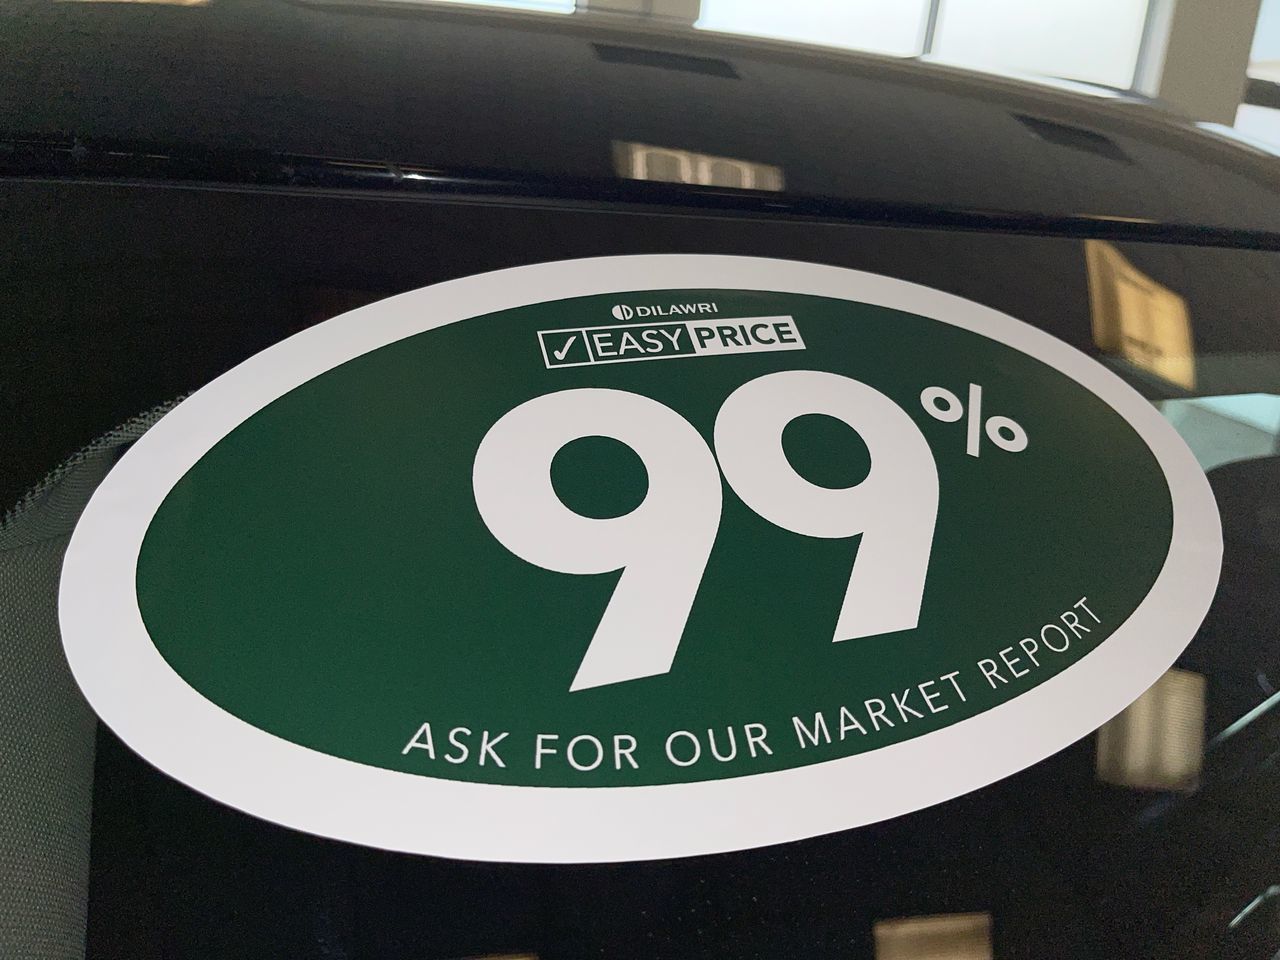 DILAWRI
✓ EASY PRICE
99%
ASK FOR OUR MARKET REPORT